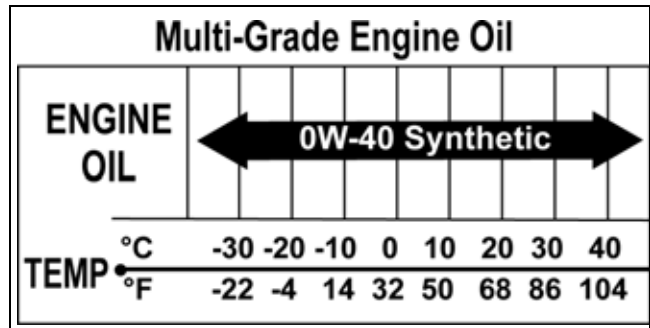 Multi-Grade Engine Oil
ENGINE
OIL
0W-40 Synthetic
TEMP
°C -30 -20 -10 0 10 20 30 40
°F -22 -4 14 32 50 68 86 104